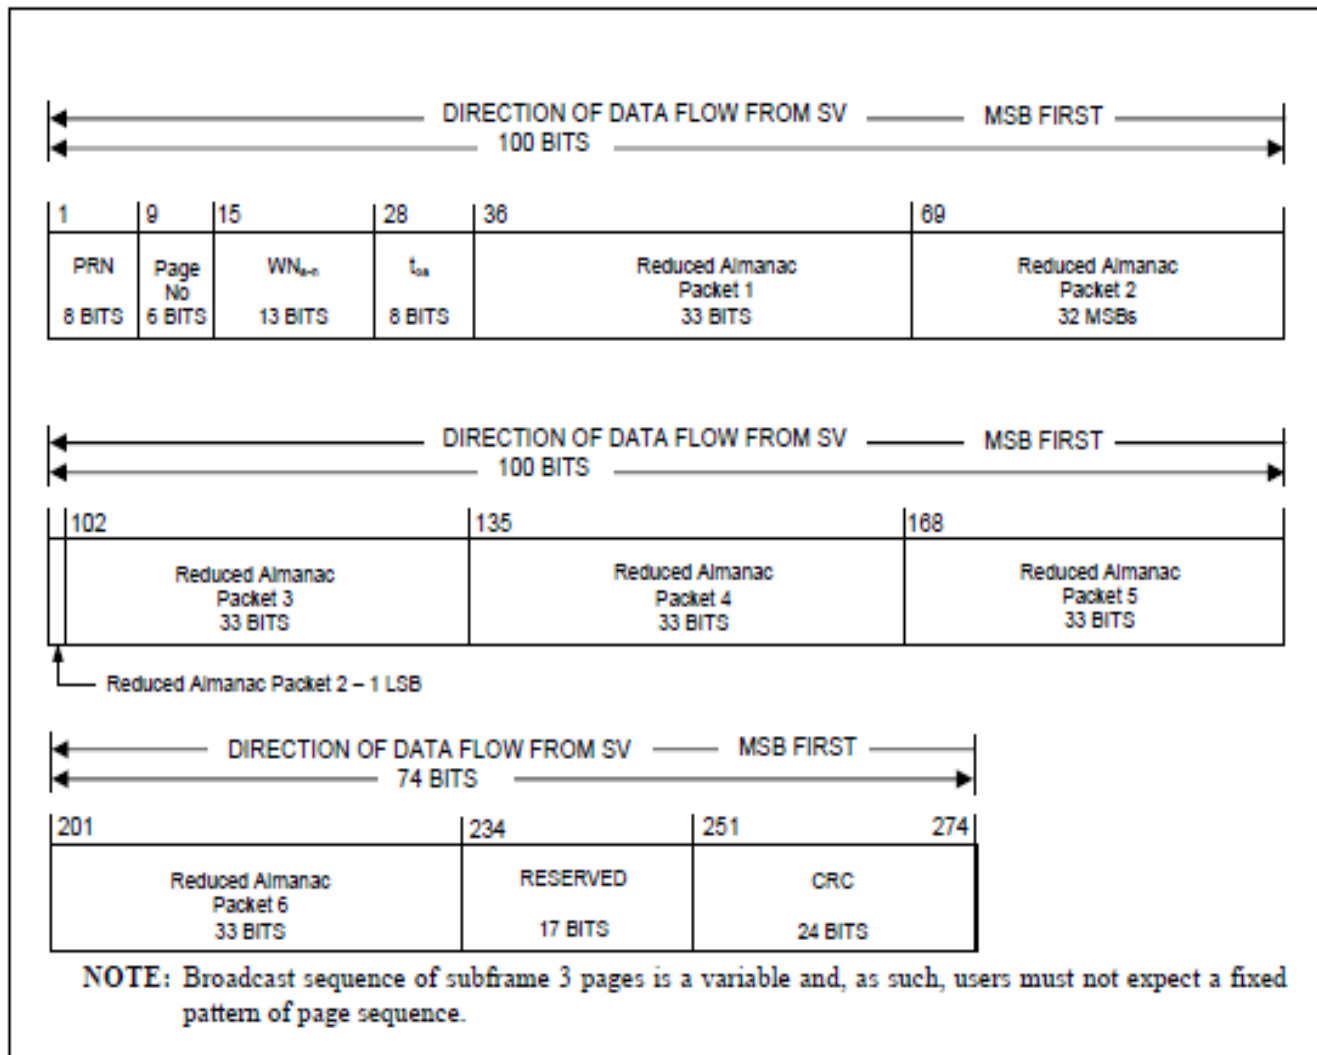 DIRECTION OF DATA FLOW FROM SV MSB FIRST
100 BITS
1 9 15 28 36 69
PRN
8 BITS
Page
No
6 BITS
WNa-n
13 BITS
toa
8 BITS
Reduced Almanac
Packet 1
33 BITS
Reduced Almanac
Packet 2
32 MSBs
DIRECTION OF DATA FLOW FROM SV MSB FIRST
100 BITS
102 135 168
Reduced Almanac
Packet 3
33 BITS
Reduced Almanac
Packet 4
33 BITS
Reduced Almanac
Packet 5
33 BITS
Reduced Almanac Packet 2 – 1 LSB
DIRECTION OF DATA FLOW FROM SV MSB FIRST
74 BITS
201 234 251 274
Reduced Almanac
Packet 6
33 BITS
RESERVED
17 BITS
CRC
24 BITS
NOTE: Broadcast sequence of subframe 3 pages is a variable and, as such, users must not expect a fixed
pattern of page sequence.